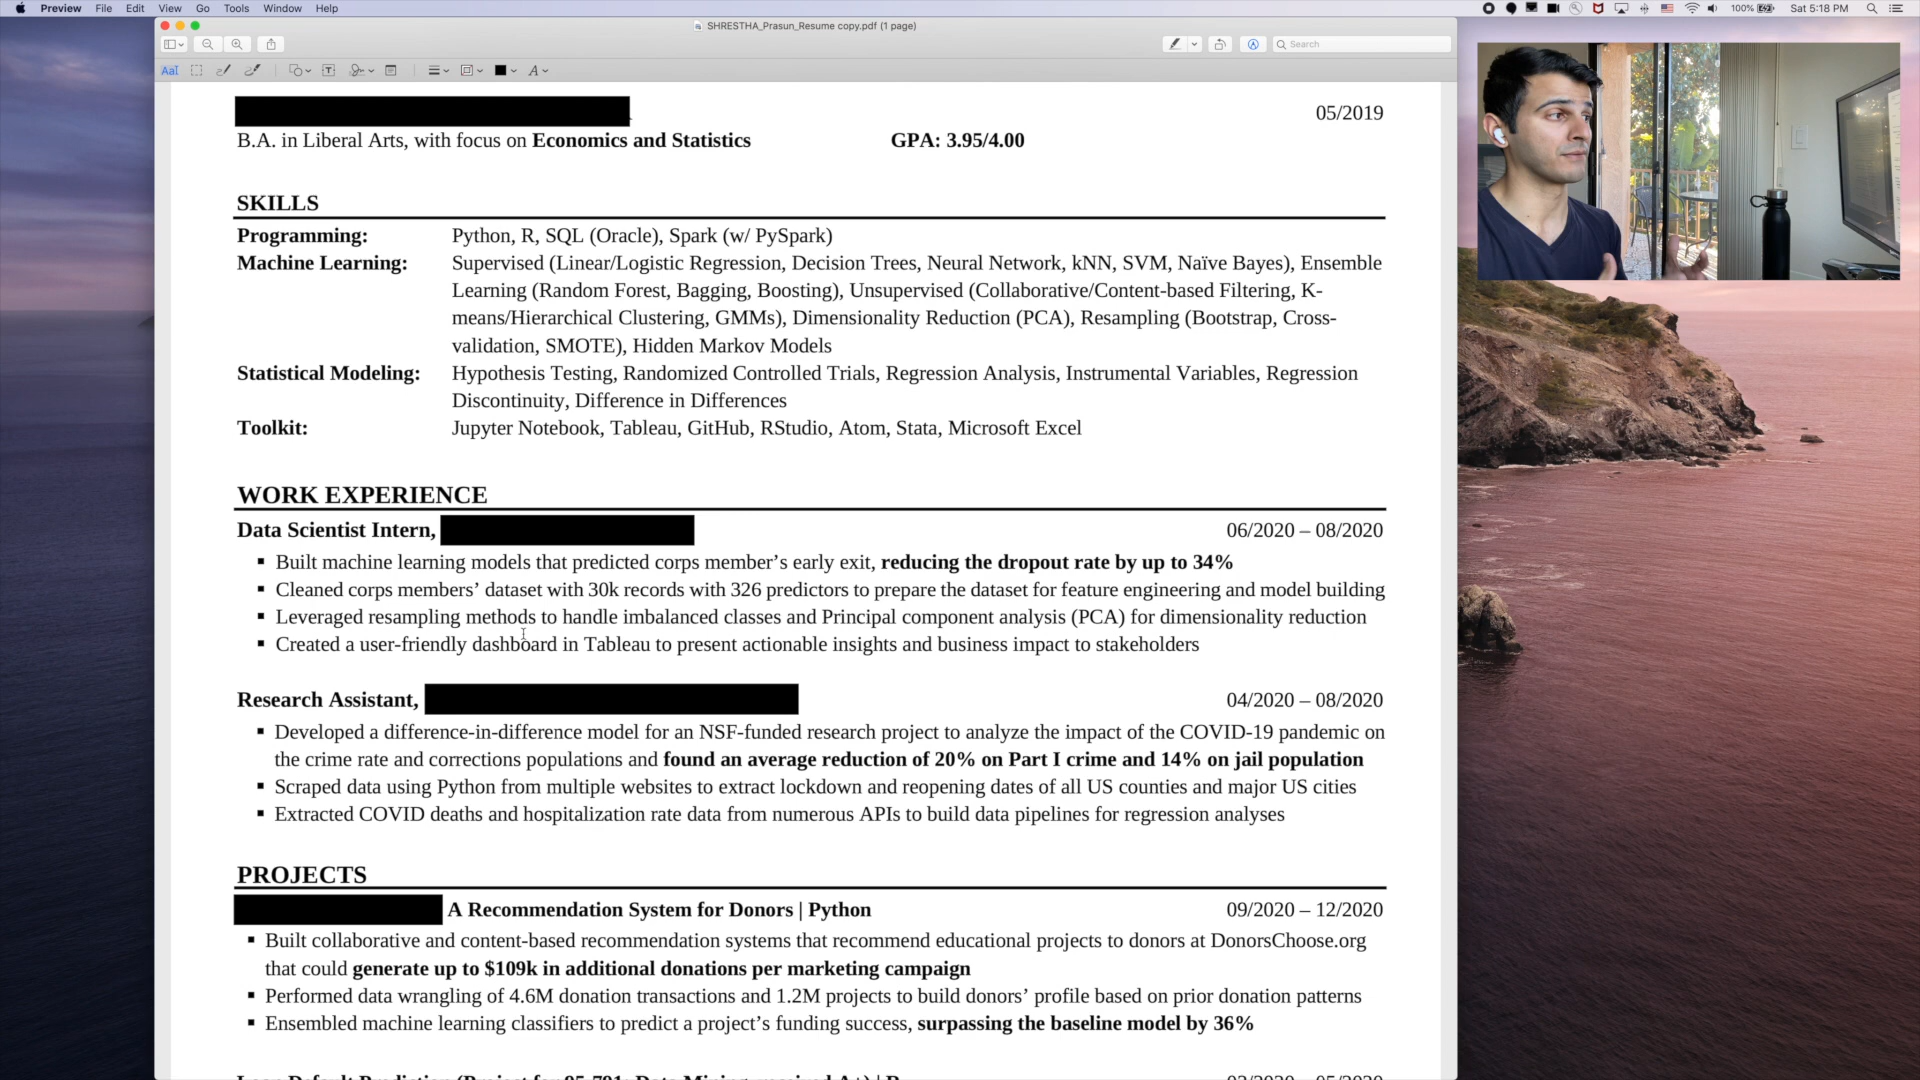 Preview File Edit View Go Tools Window Help 100% Sat 5:18 PM
SHRESTHA_Prasun_Resume copy.pdf (1 page)
Search
AaI T A
05/2019
B.A. in Liberal Arts, with focus on Economics and Statistics GPA: 3.95/4.00
SKILLS
Programming: Python, R, SQL (Oracle), Spark (w/ PySpark)
Machine Learning: Supervised (Linear/Logistic Regression, Decision Trees, Neural Network, kNN, SVM, Naïve Bayes), Ensemble
Learning (Random Forest, Bagging, Boosting), Unsupervised (Collaborative/Content-based Filtering, K-
means/Hierarchical Clustering, GMMs), Dimensionality Reduction (PCA), Resampling (Bootstrap, Cross-
validation, SMOTE), Hidden Markov Models
Statistical Modeling: Hypothesis Testing, Randomized Controlled Trials, Regression Analysis, Instrumental Variables, Regression
Discontinuity, Difference in Differences
Toolkit: Jupyter Notebook, Tableau, GitHub, RStudio, Atom, Stata, Microsoft Excel
WORK EXPERIENCE
Data Scientist Intern, 06/2020 – 08/2020
▪ Built machine learning models that predicted corps member’s early exit, reducing the dropout rate by up to 34%
▪ Cleaned corps members’ dataset with 30k records with 326 predictors to prepare the dataset for feature engineering and model building
▪ Leveraged resampling methods to handle imbalanced classes and Principal component analysis (PCA) for dimensionality reduction
▪ Created a user-friendly dashboard in Tableau to present actionable insights and business impact to stakeholders
Research Assistant, 04/2020 – 08/2020
▪ Developed a difference-in-difference model for an NSF-funded research project to analyze the impact of the COVID-19 pandemic on
the crime rate and corrections populations and found an average reduction of 20% on Part I crime and 14% on jail population
▪ Scraped data using Python from multiple websites to extract lockdown and reopening dates of all US counties and major US cities
▪ Extracted COVID deaths and hospitalization rate data from numerous APIs to build data pipelines for regression analyses
PROJECTS
A Recommendation System for Donors | Python 09/2020 – 12/2020
▪ Built collaborative and content-based recommendation systems that recommend educational projects to donors at DonorsChoose.org
that could generate up to $109k in additional donations per marketing campaign
▪ Performed data wrangling of 4.6M donation transactions and 1.2M projects to build donors’ profile based on prior donation patterns
▪ Ensembled machine learning classifiers to predict a project’s funding success, surpassing the baseline model by 36%